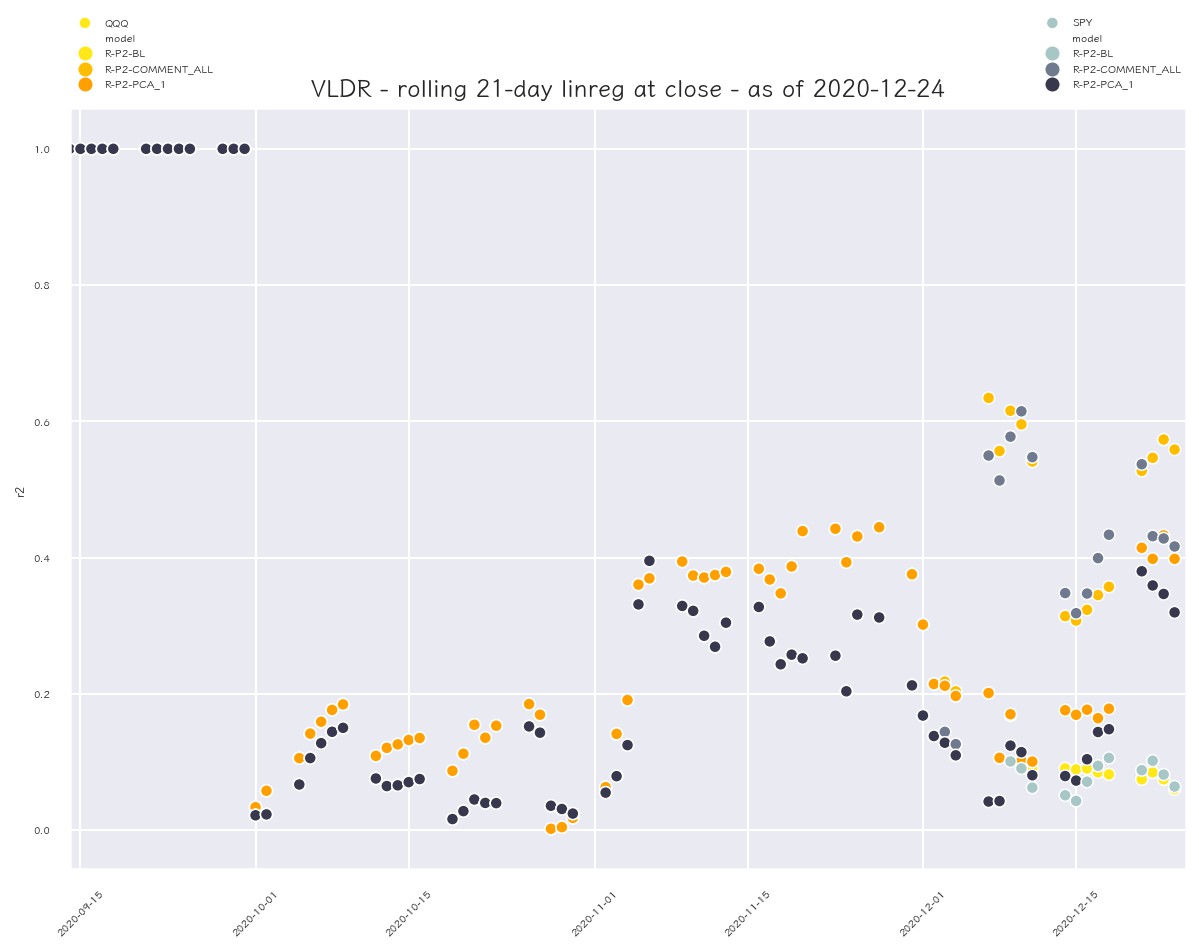 QQQ
model
R-P2-BL
R-P2-COMMENT_ALL
R-P2-PCA_1
SPY
model
R-P2-BL
R-P2-COMMENT_ALL
R-P2-PCA_1
VLDR - rolling 21-day linreg at close - as of 2020-12-24
1.0
0.8
0.6
0.4
0.2
0.0
r2
2020-09-15
2020-10-01
2020-10-15
2020-11-01
2020-11-15
2020-12-01
2020-12-15